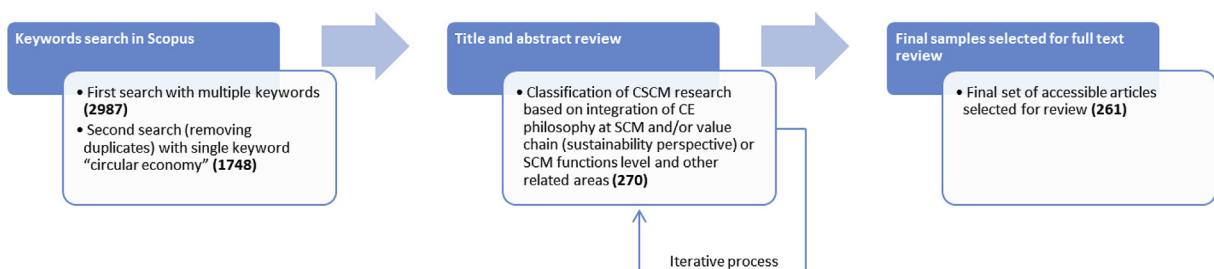 Keywords search in Scopus
• First search with multiple keywords
(2987)
• Second search (removing
duplicates) with single keyword
"circular economy" (1748)
Title and abstract review
• Classification of CSCM research
based on integration of CE
philosophy at SCM and/or value
chain (sustainability perspective) or
SCM functions level and other
related areas (270)
Iterative process
Final samples selected for full text
review
• Final set of accessible articles
selected for review (261)